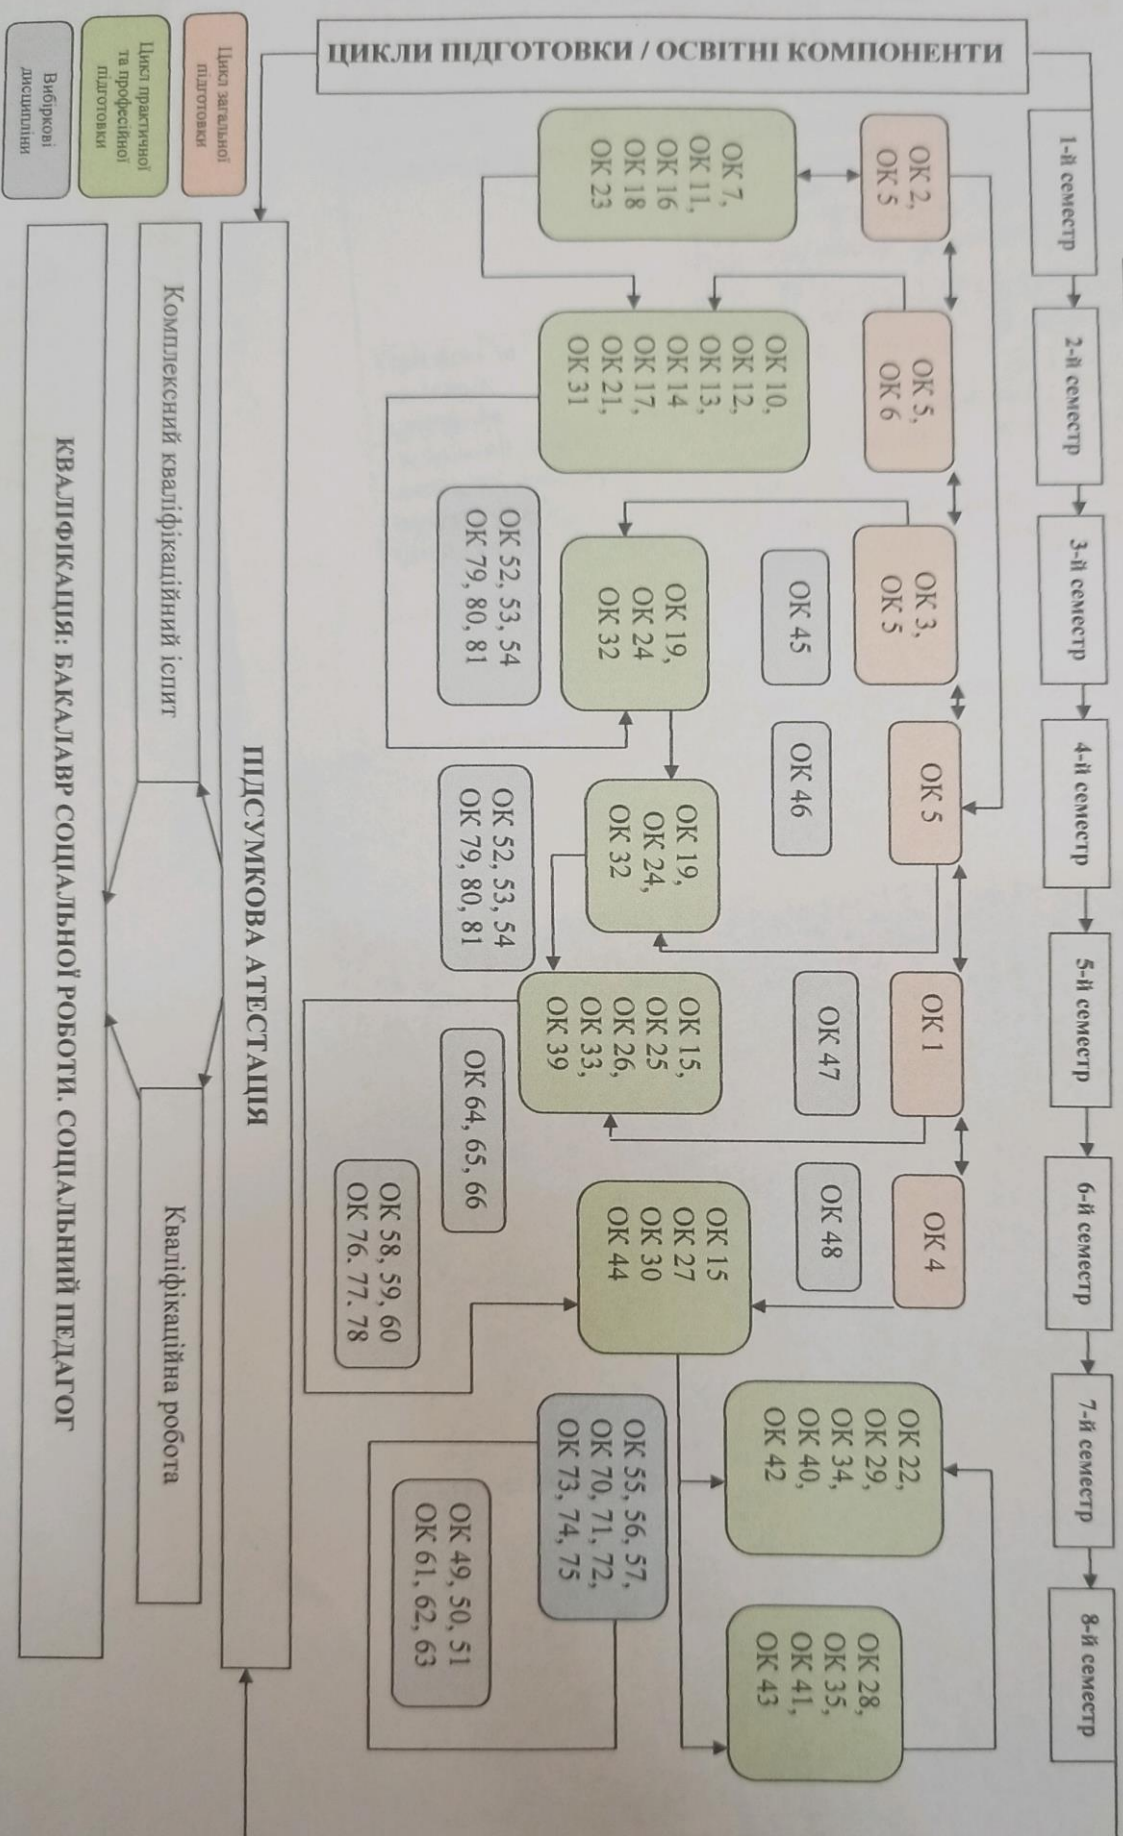 ЦИКЛИ ПІДГОТОВКИ / ОСВІТНІ КОМПОНЕНТИ
1-й семестр
2-й семестр
3-й семестр
4-й семестр
5-й семестр
6-й семестр
7-й семестр
8-й семестр
ОК 2,
ОК 5
ОК 5,
ОК 6
ОК 3,
ОК 5
ОК 5
ОК 1
ОК 4
ОК 45
ОК 46
ОК 47
ОК 48
ОК 7,
ОК 11,
ОК 16
ОК 18
ОК 23
ОК 10,
ОК 12,
ОК 13,
ОК 14
ОК 17,
ОК 21,
ОК 31
ОК 19,
ОК 24
ОК 32
ОК 19,
ОК 24,
ОК 32
ОК 15,
ОК 25
ОК 26,
ОК 33,
ОК 39
ОК 15
ОК 27
ОК 30
ОК 44
ОК 22,
ОК 29,
ОК 34,
ОК 40,
ОК 42
ОК 28,
ОК 35,
ОК 41,
ОК 43
ОК 52, 53, 54
ОК 79, 80, 81
ОК 52, 53, 54
ОК 79, 80, 81
ОК 64, 65, 66
ОК 58, 59, 60
ОК 76. 77. 78
ОК 55, 56, 57,
ОК 70, 71, 72,
ОК 73, 74, 75
ОК 49, 50, 51
ОК 61, 62, 63
ПІДСУМКОВА АТЕСТАЦІЯ
Комплексний кваліфікаційний іспит
Кваліфікаційна робота
КВАЛІФІКАЦІЯ: БАКАЛАВР СОЦІАЛЬНОЇ РОБОТИ. СОЦІАЛЬНИЙ ПЕДАГОГ
Цикл загальної
підготовки
Цикл практичної
та професійної
підготовки
Вибіркові
дисципліни